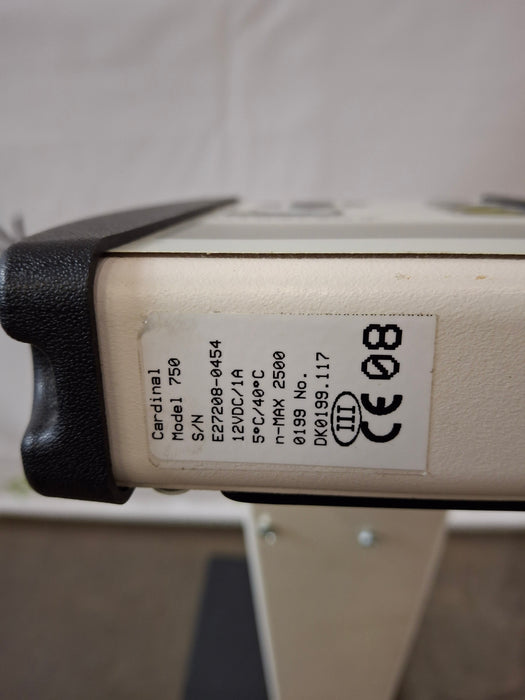 Cardinal
Model 750
S/N
E27208-0454
12VDC/1A
5°C/40°C
n-MAX 2500
0199 No.
DK0199.117
III
CE 08